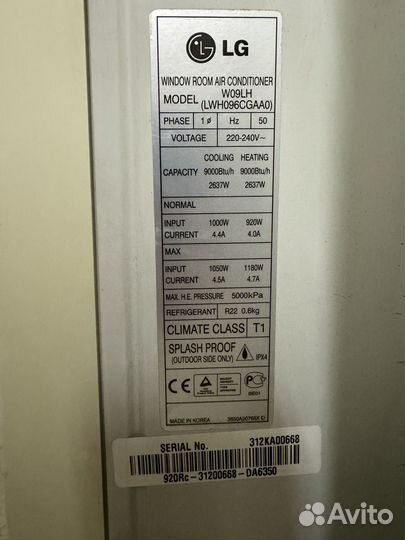 LG
WINDOW ROOM AIR CONDITIONER
MODEL W09LH (LWH096CGAA0)
PHASE 1ø Hz 50
VOLTAGE 220-240V~
COOLING HEATING
CAPACITY 9000Btu/h 9000Btu/h
2637W 2637W
NORMAL
INPUT 1000W 920W
CURRENT 4.4A 4.0A
MAX
INPUT 1050W 1160W
CURRENT 4.5A 4.7A
MAX. H.E. PRESSURE 5000kPa
REFRIGERANT R22 0.6kg
CLIMATE CLASS T1
SPLASH PROOF
(OUTDOOR SIDE ONLY) IPX4
CE
BE01
MADE IN KOREA
SERIAL No. 312KA00668
920Rc-31200668-DA6350
Avito